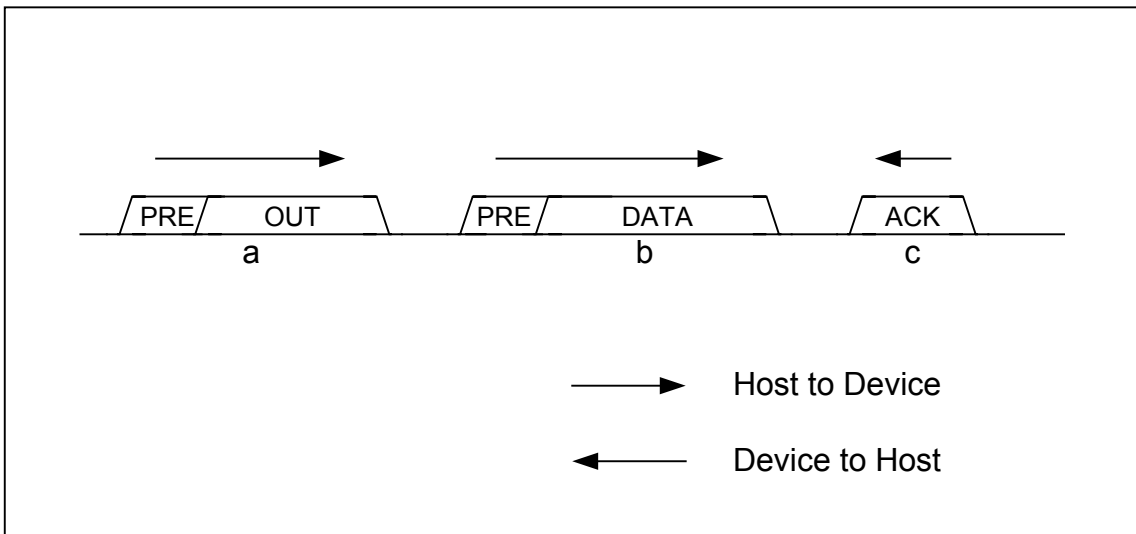 PRE OUT PRE DATA ACK
a b c
Host to Device
Device to Host